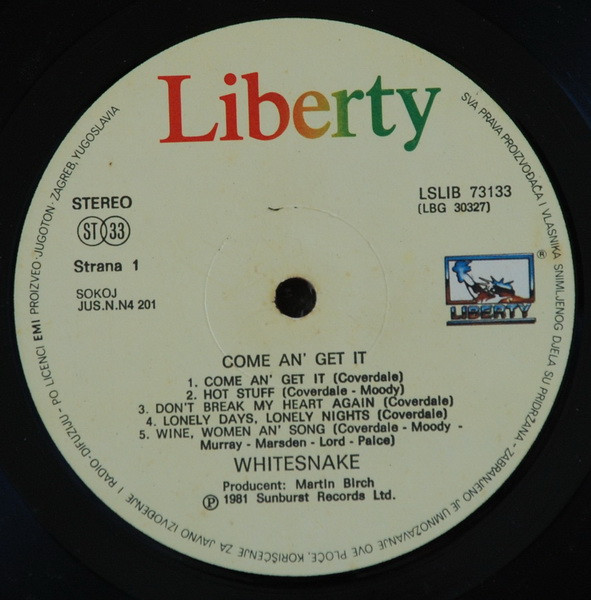 Liberty
STEREO
ST 33
Strana 1
SOKOJ
JUS.N.N4 201
LSLIB 73133
(LBG 30327)
LIBERTY
®
COME AN' GET IT
1. COME AN' GET IT (Coverdale)
2. HOT STUFF (Coverdale - Moody)
3. DON'T BREAK MY HEART AGAIN (Coverdale)
4. LONELY DAYS, LONELY NIGHTS (Coverdale)
5. WINE, WOMEN AN' SONG (Coverdale - Moody -
Murray - Marsden - Lord - Paice)
WHITESNAKE
Producent: Martin Birch
℗ 1981 Sunburst Records Ltd.
SVA PRAVA PROIZVOĐAČA I VLASNIKA SNIMLJENOG DJELA SU PRIDRŽANA - ZABRANJENO JE UMNOŽAVANJE OVE PLOČE, KORIŠĆENJE ZA JAVNO IZVOĐENJE I RADIO-DIFUZIJU - PO LICENCI EMI PROIZVEO JUGOTON - ZAGREB, YUGOSLAVIA